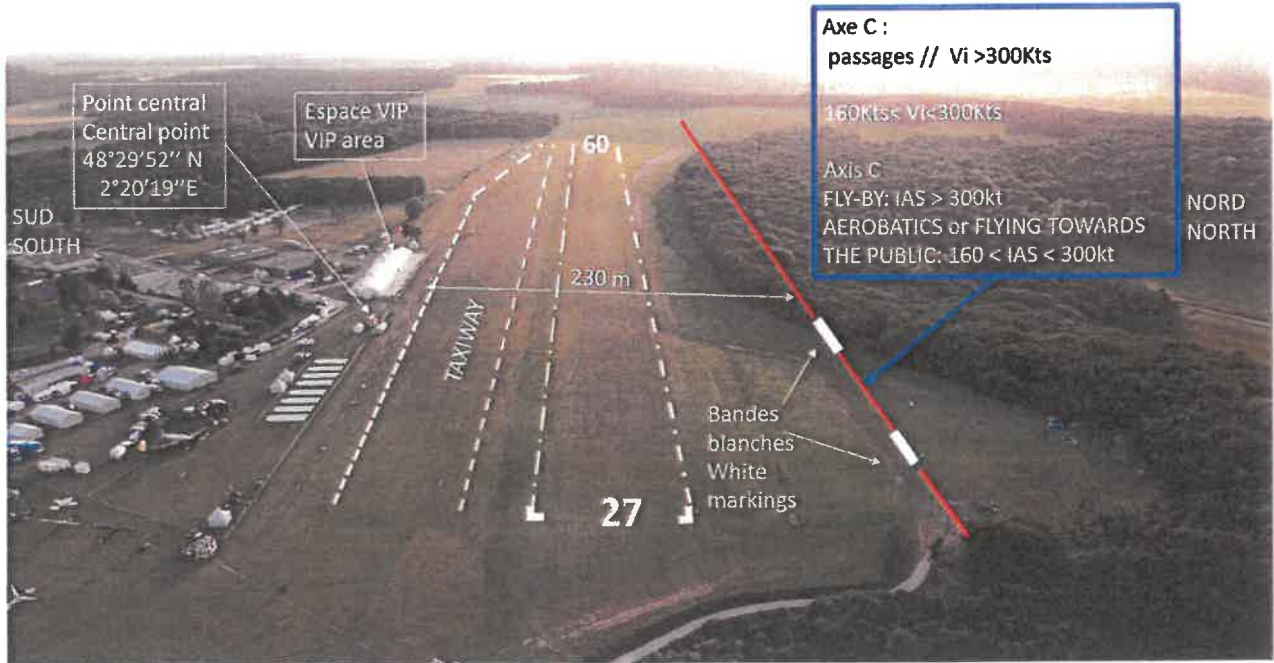 Axe C :
passages // Vi >300Kts
160Kts< Vi<300Kts
Axis C
FLY-BY: IAS > 300kt
AEROBATICS or FLYING TOWARDS
THE PUBLIC: 160 < IAS < 300kt
Point central
Central point
48°29'52'' N
2°20'19''E
Espace VIP
VIP area
60
SUD
SOUTH
NORD
NORTH
230 m
TAXIWAY
Bandes
blanches
White
markings
27